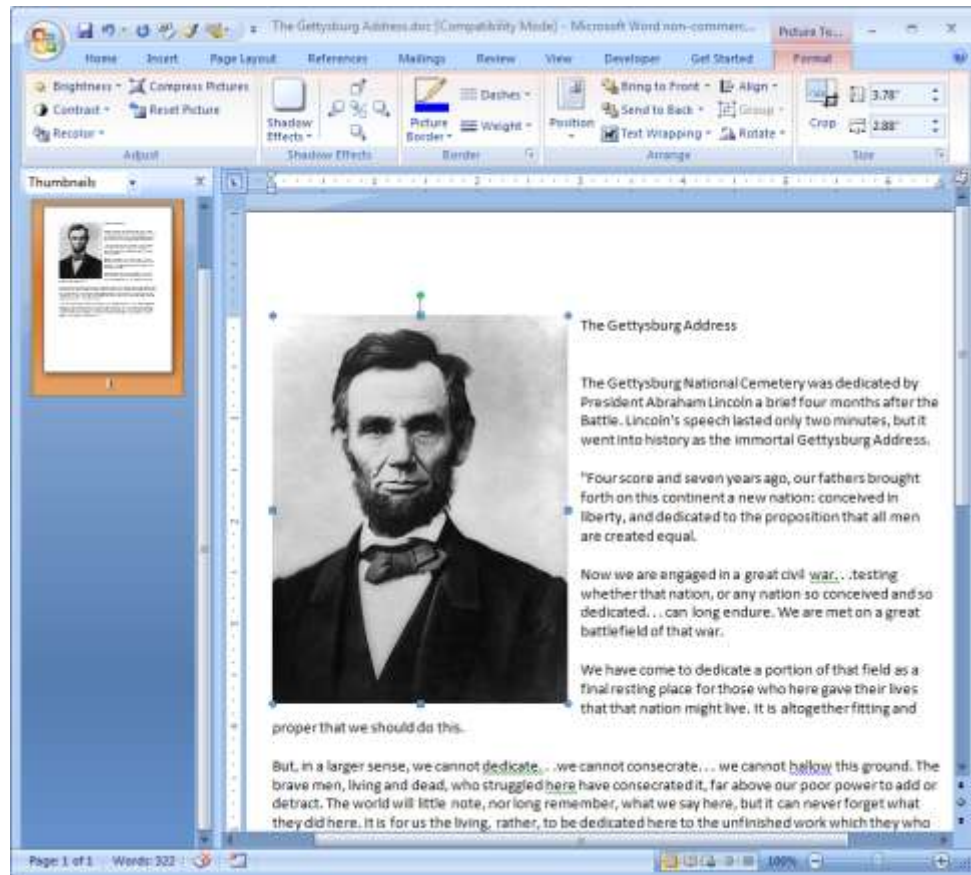 The Gettysburg Address.doc [Compatibility Mode] - Microsoft Word non-commerc... Picture To...
Home Insert Page Layout References Mailings Review View Developer Get Started Format
Brightness Compress Pictures
Contrast Reset Picture
Recolor
Adjust
Shadow
Effects
Shadow Effects
Picture
Border
Dashes
Weight
Border
Position
Bring to Front Align
Send to Back Group
Text Wrapping Rotate
Arrange
Crop
3.78"
2.88"
Size
Thumbnails
1
The Gettysburg Address
The Gettysburg National Cemetery was dedicated by
President Abraham Lincoln a brief four months after the
Battle. Lincoln's speech lasted only two minutes, but it
went into history as the immortal Gettysburg Address.
"Four score and seven years ago, our fathers brought
forth on this continent a new nation: conceived in
liberty, and dedicated to the proposition that all men
are created equal.
Now we are engaged in a great civil war. . .testing
whether that nation, or any nation so conceived and so
dedicated. . . can long endure. We are met on a great
battlefield of that war.
We have come to dedicate a portion of that field as a
final resting place for those who here gave their lives
that that nation might live. It is altogether fitting and
proper that we should do this.
But, in a larger sense, we cannot dedicate. . .we cannot consecrate. . . we cannot hallow this ground. The
brave men, living and dead, who struggled here have consecrated it, far above our poor power to add or
detract. The world will little note, nor long remember, what we say here, but it can never forget what
they did here. It is for us the living, rather, to be dedicated here to the unfinished work which they who
Page 1 of 1 Words: 322 100%